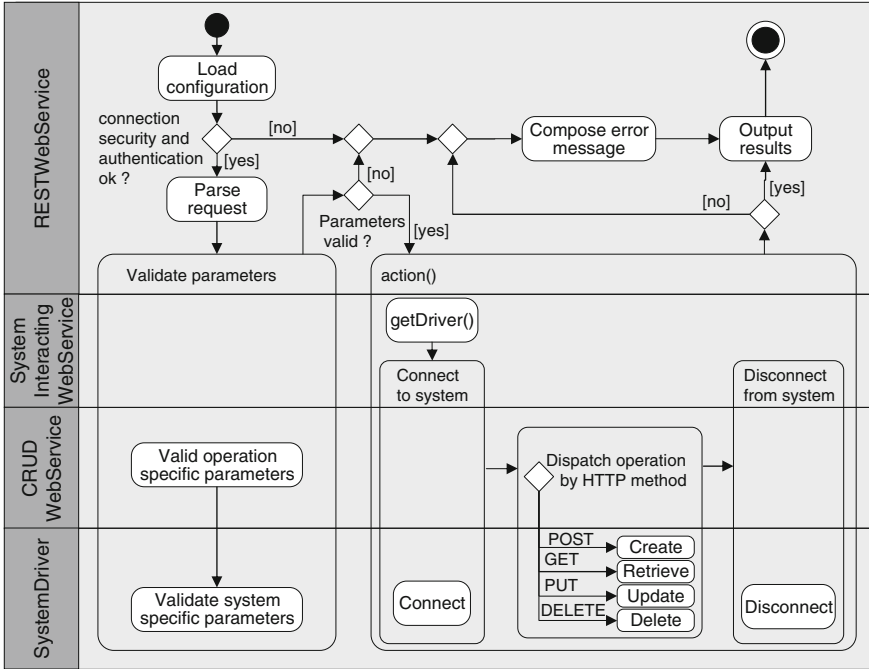 RESTWebService
Load
configuration
connection
security and
authentication
ok ?
[no]
[yes]
Parse
request
Compose error
message
Output
results
[no]
Parameters
valid ?
[yes]
[no]
[yes]
Validate parameters
action()
System
Interacting
WebService
getDriver()
Connect
to system
Disconnect
from system
CRUD
WebService
Valid operation
specific parameters
Dispatch operation
by HTTP method
SystemDriver
Validate system
specific parameters
Connect
POST
Create
GET
Retrieve
PUT
Update
DELETE
Delete
Disconnect